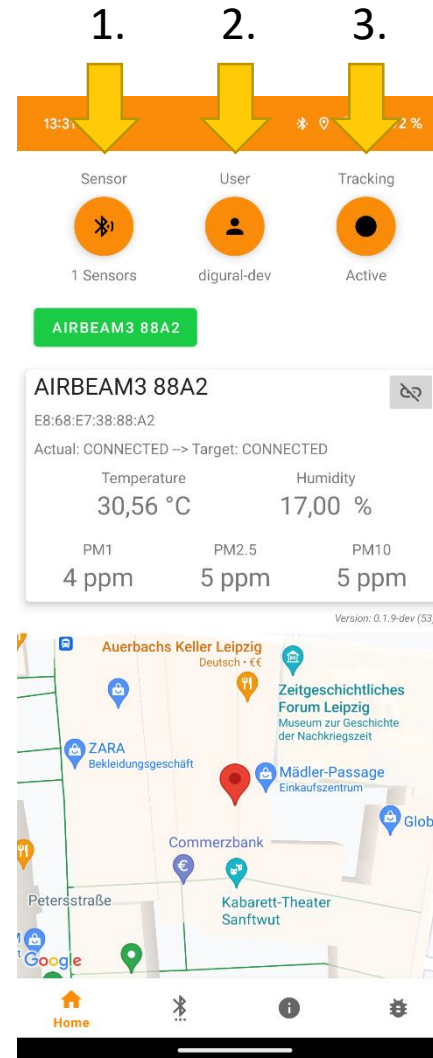 1. 2. 3.
13:31
2 %
Sensor User Tracking
1 Sensors digural-dev Active
AIRBEAM3 88A2
AIRBEAM3 88A2
E8:68:E7:38:88:A2
Actual: CONNECTED --> Target: CONNECTED
Temperature Humidity
30,56 °C 17,00 %
PM1 PM2.5 PM10
4 ppm 5 ppm 5 ppm
Version: 0.1.9-dev (53)
Auerbachs Keller Leipzig
Deutsch • €€
Zeitgeschichtliches
Forum Leipzig
Museum zur Geschichte
der Nachkriegszeit
ZARA
Bekleidungsgeschäft
Mädler-Passage
Einkaufszentrum
Glob
Commerzbank
€
Petersstraße
Kabarett-Theater
Sanftwut
Google
Home